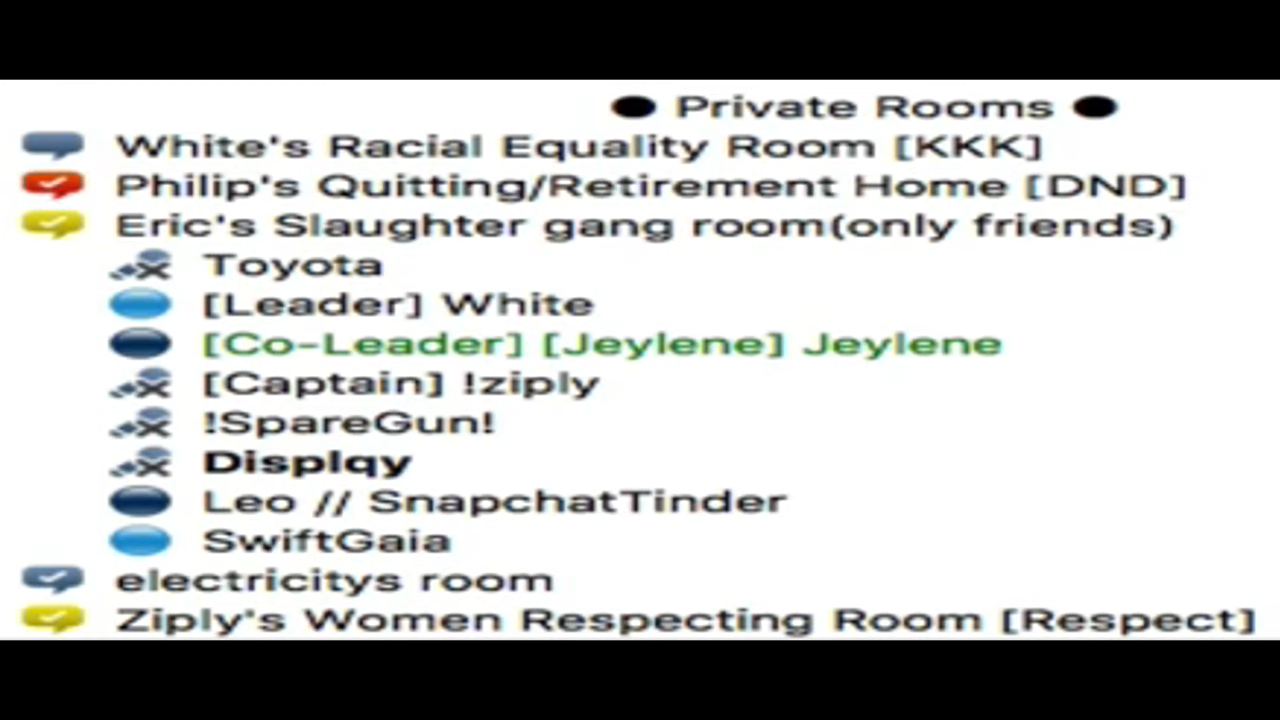 ● Private Rooms ●
White's Racial Equality Room [KKK]
Philip's Quitting/Retirement Home [DND]
Eric's Slaughter gang room(only friends)
Toyota
[Leader] White
[Co-Leader] [Jeylene] Jeylene
[Captain] !ziply
!SpareGun!
Displqy
Leo // SnapchatTinder
SwiftGaia
electricitys room
Ziply's Women Respecting Room [Respect]